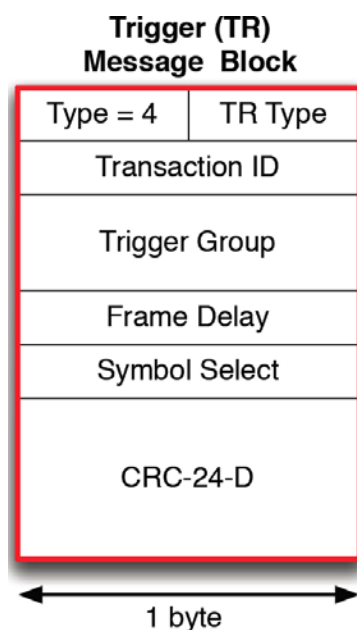 Trigger (TR)
Message Block
Type = 4 TR Type
Transaction ID
Trigger Group
Frame Delay
Symbol Select
CRC-24-D
1 byte